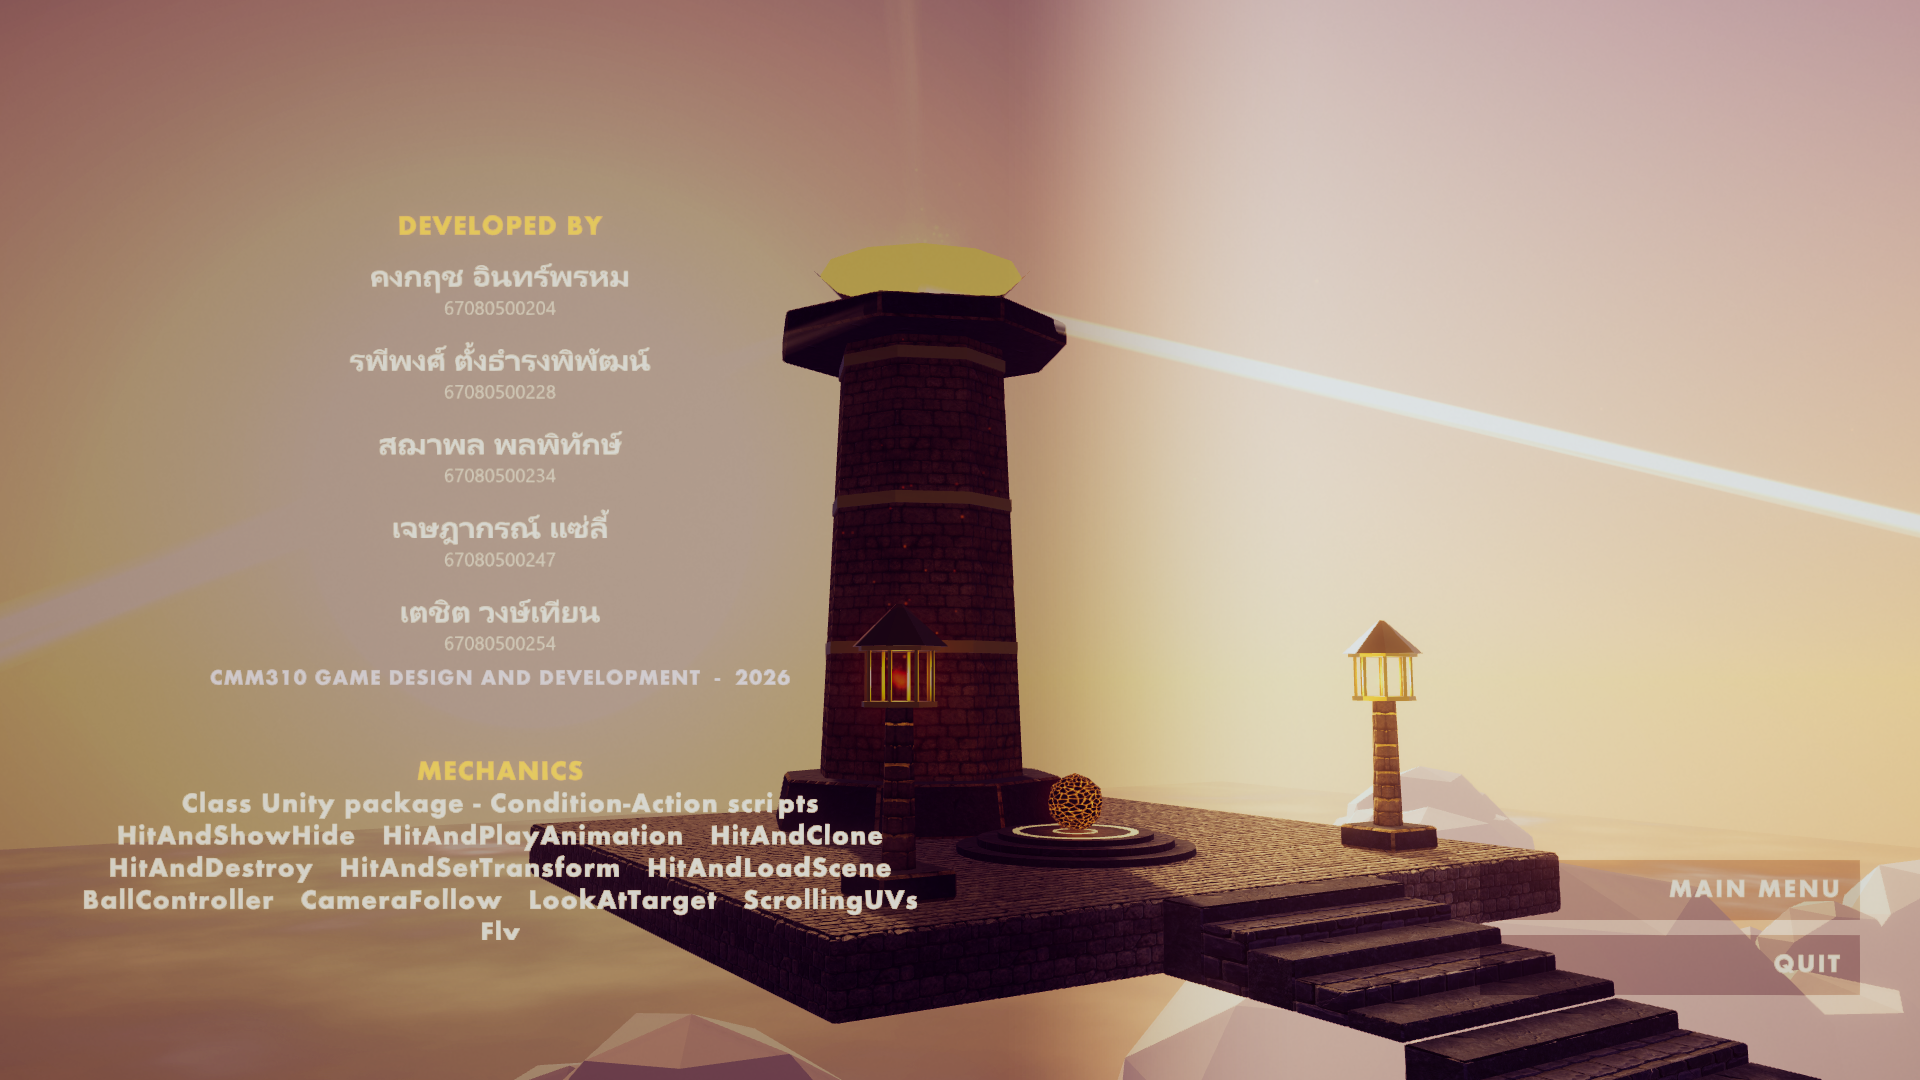 DEVELOPED BY
คงกฤช อินทร์พรหม
67080500204
รพีพงศ์ ตั้งธำรงพิพัฒน์
67080500228
สฌาพล พลพิทักษ์
67080500234
เจษฎากรณ์ แซ่ลี้
67080500247
เตชิต วงษ์เทียน
67080500254
CMM310 GAME DESIGN AND DEVELOPMENT - 2026
MECHANICS
Class Unity package - Condition-Action scripts
HitAndShowHide HitAndPlayAnimation HitAndClone
HitAndDestroy HitAndSetTransform HitAndLoadScene
BallController CameraFollow LookAtTarget ScrollingUVs
Fly
MAIN MENU
QUIT